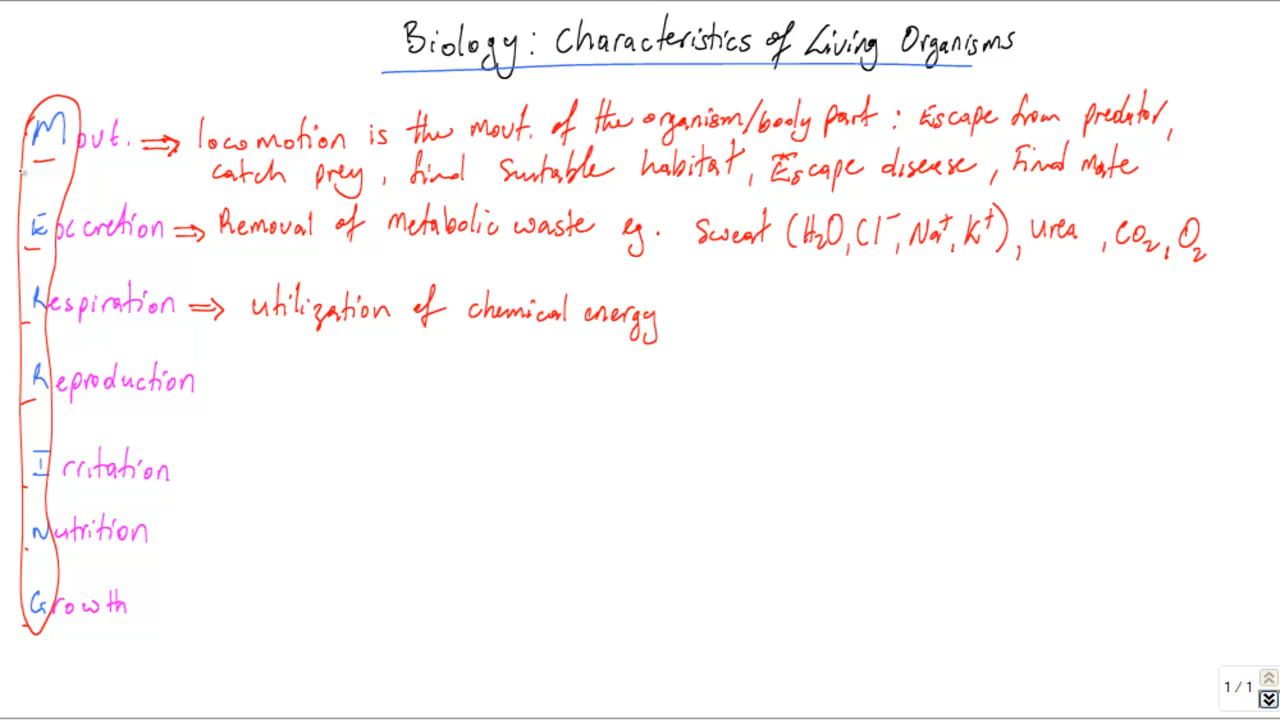 Biology: Characteristics of Living Organisms
Movt. ⇒ locomotion is the movt. of the organism/body part : Escape from predator,
catch prey, find suitable habitat, Escape disease, Find mate
Excretion ⇒ Removal of metabolic waste eg. Sweat (H₂O, Cl⁻, Na⁺, K⁺), urea, CO₂, O₂
Respiration ⇒ utilization of chemical energy
Reproduction
Irritation
Nutrition
Growth
1 / 1